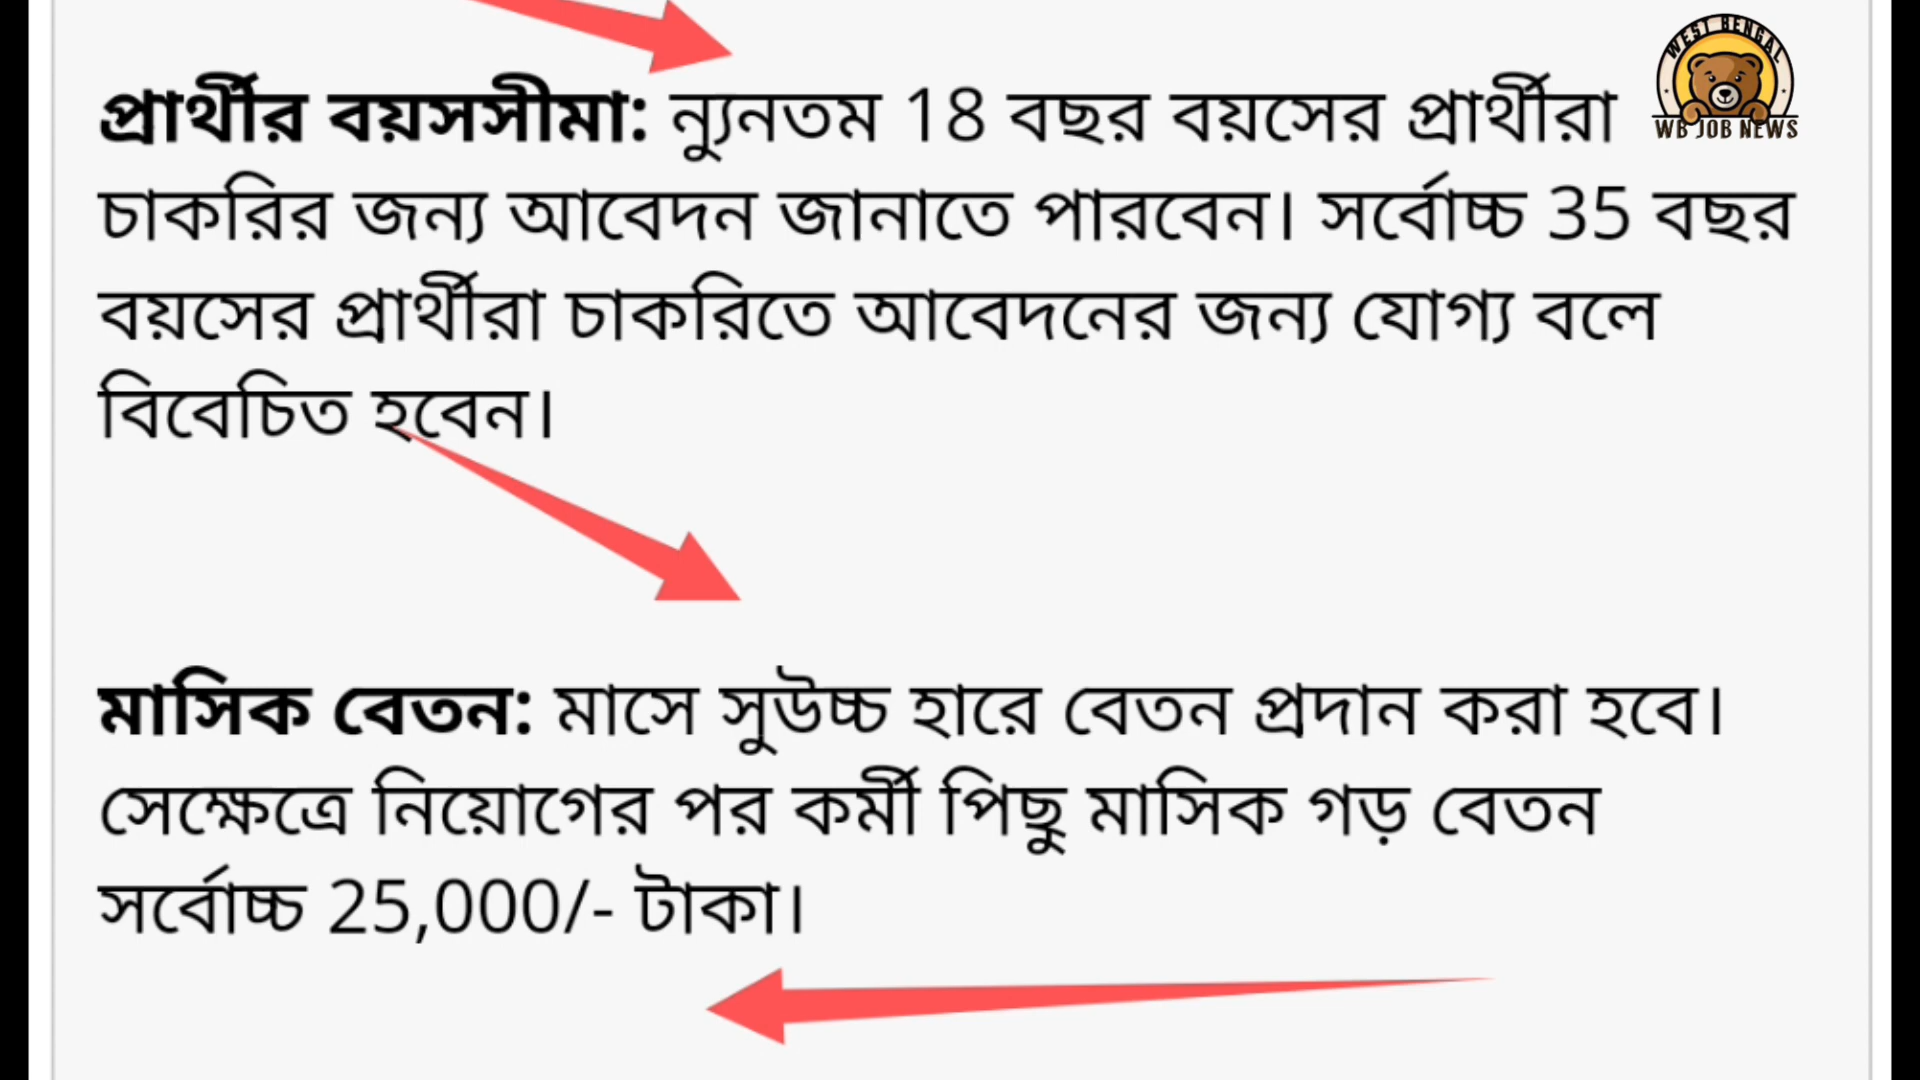 WEST BENGAL
WB JOB NEWS
প্রার্থীর বয়সসীমা: ন্যুনতম 18 বছর বয়সের প্রার্থীরা
চাকরির জন্য আবেদন জানাতে পারবেন। সর্বোচ্চ 35 বছর
বয়সের প্রার্থীরা চাকরিতে আবেদনের জন্য যোগ্য বলে
বিবেচিত হবেন।
মাসিক বেতন: মাসে সুউচ্চ হারে বেতন প্রদান করা হবে।
সেক্ষেত্রে নিয়োগের পর কর্মী পিছু মাসিক গড় বেতন
সর্বোচ্চ 25,000/- টাকা।